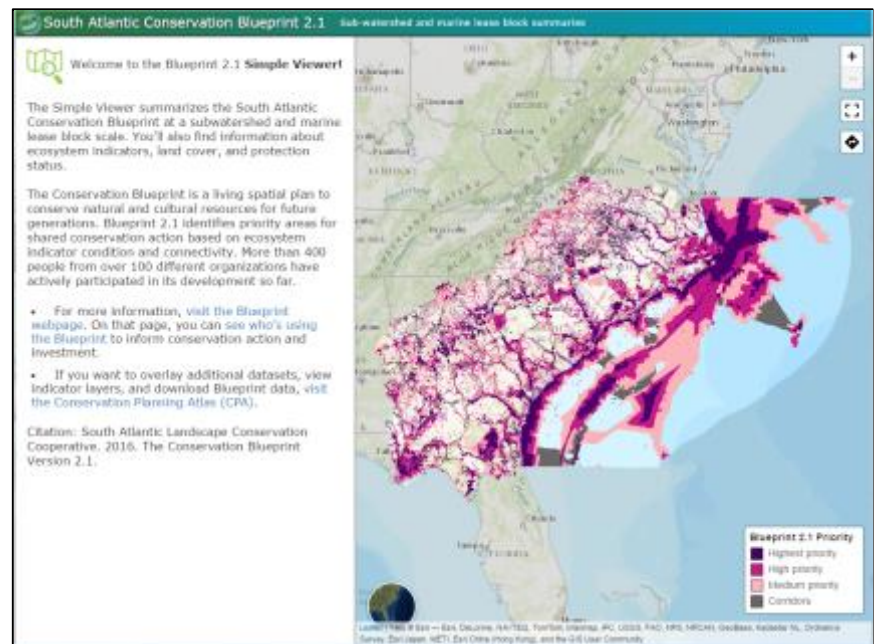 South Atlantic Conservation Blueprint 2.1 Sub-watershed and marine lease block summaries
Welcome to the Blueprint 2.1 Simple Viewer!
The Simple Viewer summarizes the South Atlantic
Conservation Blueprint at a subwatershed and marine
lease block scale. You'll also find information about
ecosystem indicators, land cover, and protection
status.
The Conservation Blueprint is a living spatial plan to
conserve natural and cultural resources for future
generations. Blueprint 2.1 identifies priority areas for
shared conservation action based on ecosystem
indicator condition and connectivity. More than 400
people from over 100 different organizations have
actively participated in its development so far.
• For more information, visit the Blueprint
webpage. On that page, you can see who's using
the Blueprint to inform conservation action and
investment.
• If you want to overlay additional datasets, view
indicator layers, and download Blueprint data, visit
the Conservation Planning Atlas (CPA).
Citation: South Atlantic Landscape Conservation
Cooperative. 2016. The Conservation Blueprint
Version 2.1.
Philadelphia
Washington
Charleston
Richmond
Frankfort
Orlando
Tampa
FLORIDA
Miami
+
Blueprint 2.1 Priority
Highest priority
High priority
Medium priority
Corridors